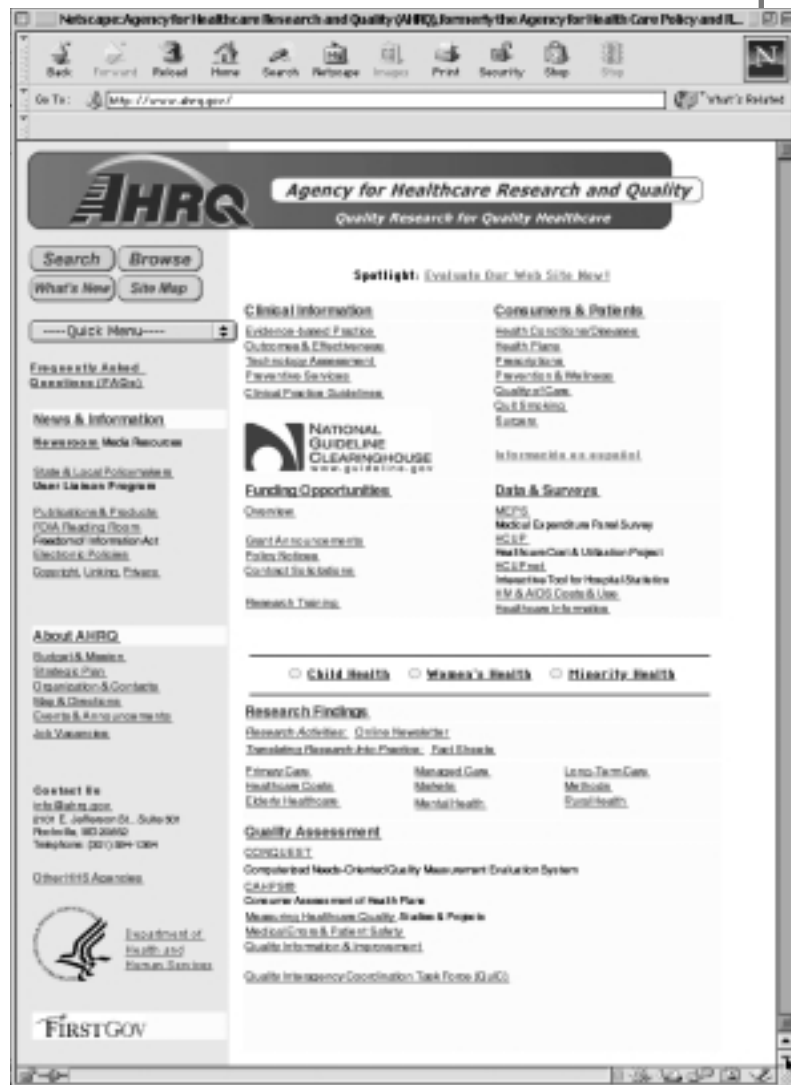 Netscape: Agency for Healthcare Research and Quality (AHRQ), formerly the Agency for Health Care Policy and R...
Back Forward Reload Home Search Netscape Images Print Security Shop Stop
Go To: http://www.ahrq.gov/ What's Related
AHRQ
Agency for Healthcare Research and Quality
Quality Research for Quality Healthcare
Search Browse
What's New Site Map
----Quick Menu----
Frequently Asked
Questions (FAQs)
News & Information
Newsroom Media Resources
State & Local Policymakers
User Liaison Program
Publications & Products
FOIA Reading Room
Freedom of Information Act
Electronic Policies
Copyright, Linking, Privacy
About AHRQ
Budget & Mission
Strategic Plan
Organization & Contacts
Map & Directions
Events & Announcements
Job Vacancies
Contact Us
info@ahrq.gov
2101 E. Jefferson St., Suite 501
Rockville, MD 20852
Telephone: (301) 594-1364
Other HHS Agencies
Department of
Health and
Human Services
FIRSTGOV
Spotlight: Evaluate Our Web Site Now!
Clinical Information
Evidence-based Practice
Outcomes & Effectiveness
Technology Assessment
Preventive Services
Clinical Practice Guidelines
NATIONAL
GUIDELINE
CLEARINGHOUSE
www.guideline.gov
Consumers & Patients
Health Conditions/Diseases
Health Plans
Prescriptions
Prevention & Wellness
Quality of Care
Quit Smoking
Surgery
Información en español
Funding Opportunities
Overview
Grant Announcements
Policy Notices
Contract Solicitations
Research Training
Data & Surveys
MEPS
Medical Expenditure Panel Survey
HCUP
Healthcare Cost & Utilization Project
HCUPnet
Interactive Tool for Hospital Statistics
HIV & AIDS Costs & Use
Healthcare Informatics
Child Health Women's Health Minority Health
Research Findings
Research Activities: Online Newsletter
Translating Research Into Practice: Fact Sheets
Primary Care Managed Care Long-Term Care
Healthcare Costs Markets Methods
Elderly Healthcare Mental Health Rural Health
Quality Assessment
CONQUEST
Computerized Needs-Oriented Quality Measurement Evaluation System
CAHPS®
Consumer Assessment of Health Plans
Measuring Healthcare Quality: Studies & Projects
Medical Errors & Patient Safety
Quality Information & Improvement
Quality Interagency Coordination Task Force (QuIC)